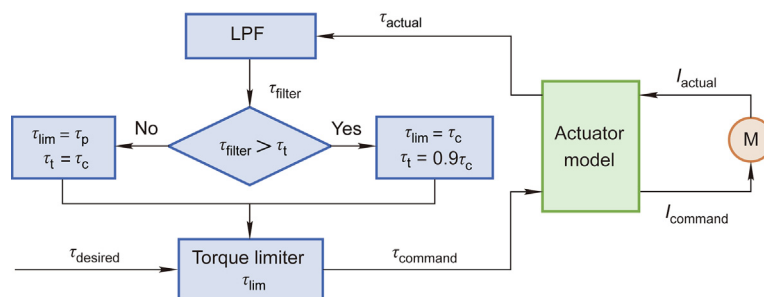 LPF
τactual
τfilter
Iactual
No
Yes
τlim = τp
τt = τc
τfilter > τt
τlim = τc
τt = 0.9τc
Actuator
model
M
Icommand
τdesired
Torque limiter
τlim
τcommand